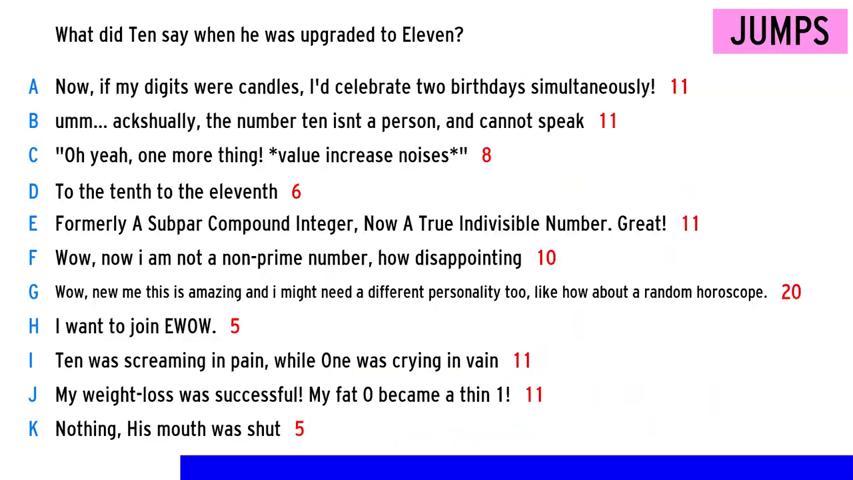 What did Ten say when he was upgraded to Eleven?
JUMPS
A Now, if my digits were candles, I'd celebrate two birthdays simultaneously! 11
B umm... ackshually, the number ten isnt a person, and cannot speak 11
C "Oh yeah, one more thing! *value increase noises*" 8
D To the tenth to the eleventh 6
E Formerly A Subpar Compound Integer, Now A True Indivisible Number. Great! 11
F Wow, now i am not a non-prime number, how disappointing 10
G Wow, new me this is amazing and i might need a different personality too, like how about a random horoscope. 20
H I want to join EWOW. 5
I Ten was screaming in pain, while One was crying in vain 11
J My weight-loss was successful! My fat 0 became a thin 1! 11
K Nothing, His mouth was shut 5